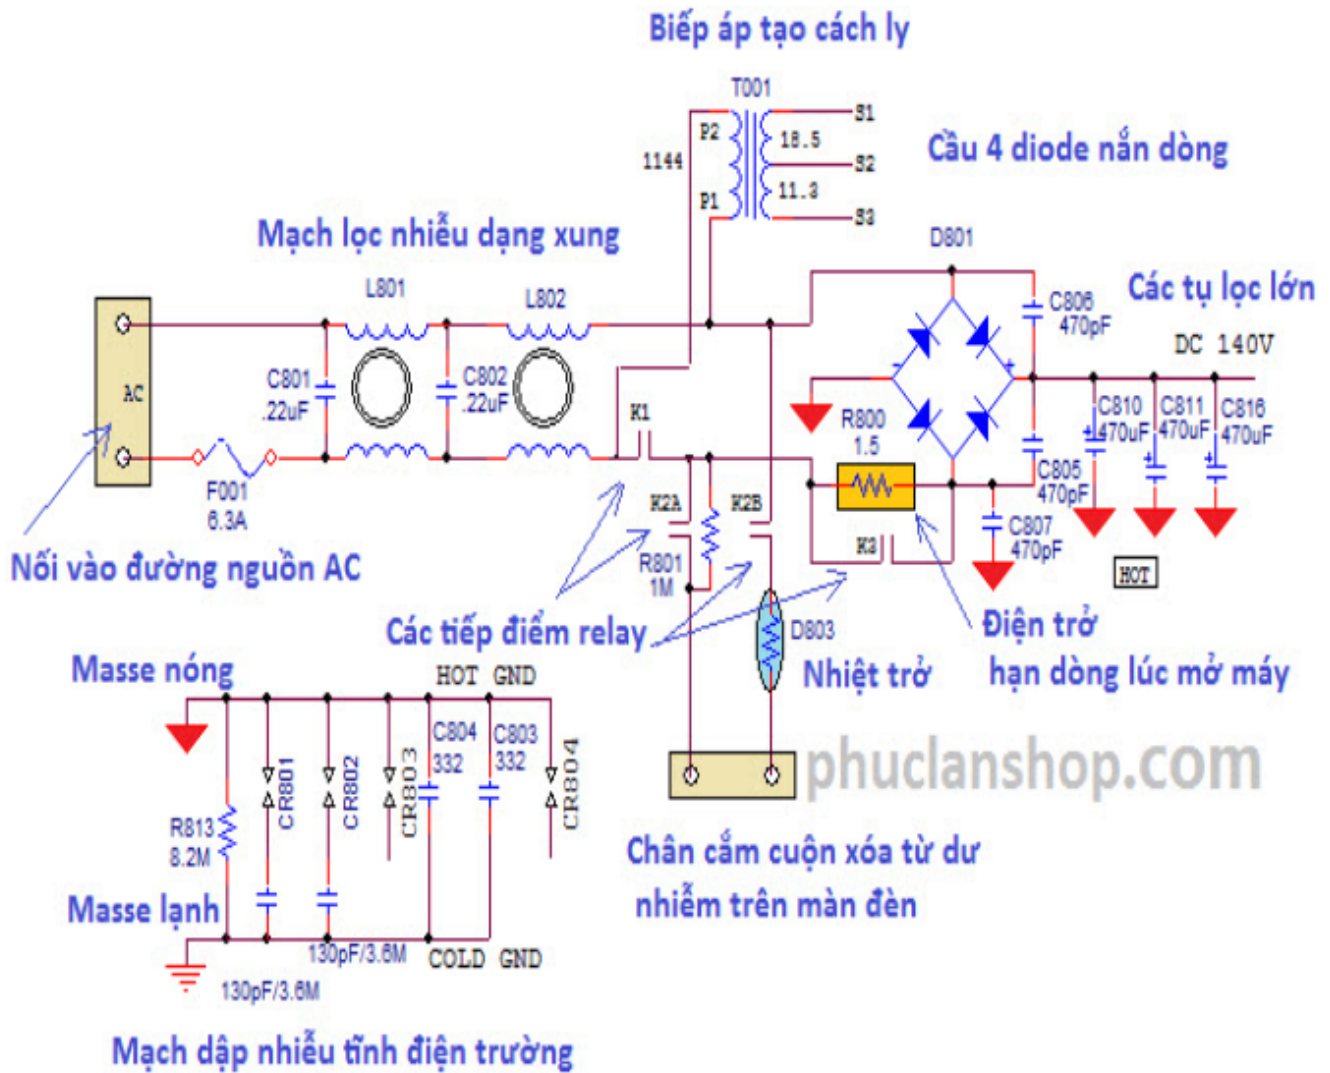 Biếp áp tạo cách ly
T001
P2
S1
18.5
1144
S2
Cầu 4 diode nắn dòng
P1
11.3
S3
Mạch lọc nhiễu dạng xung
D801
L801
L802
C806
470pF
Các tụ lọc lớn
DC 140V
AC
C801
.22uF
C802
.22uF
K1
- +
R800
1.5
C810
470uF
C811
470uF
C816
470uF
+ + +
F001
6.3A
K2A
K2B
R801
1M
K3
C805
470pF
C807
470pF
HOT
Nối vào đường nguồn AC
Các tiếp điểm relay
D803
Nhiệt trở
Điện trở
hạn dòng lúc mở máy
Masse nóng
HOT GND
C804
332
C803
332
CR801
CR802
CR803
CR804
phuclanshop.com
R813
8.2M
Chân cắm cuộn xóa từ dư
nhiễm trên màn đèn
Masse lạnh
130pF/3.6M
COLD GND
130pF/3.6M
Mạch dập nhiễu tĩnh điện trường